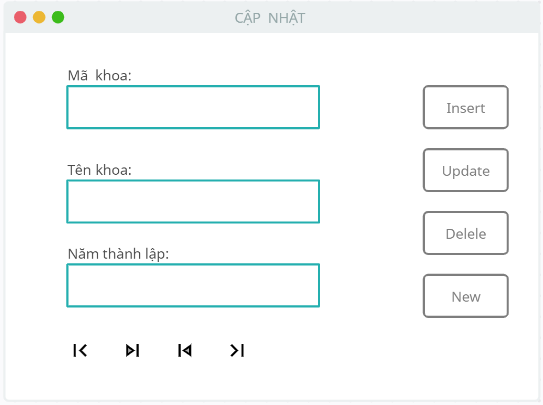 CẬP NHẬT
Mã khoa:
Insert
Tên khoa:
Update
Delele
Năm thành lập:
New